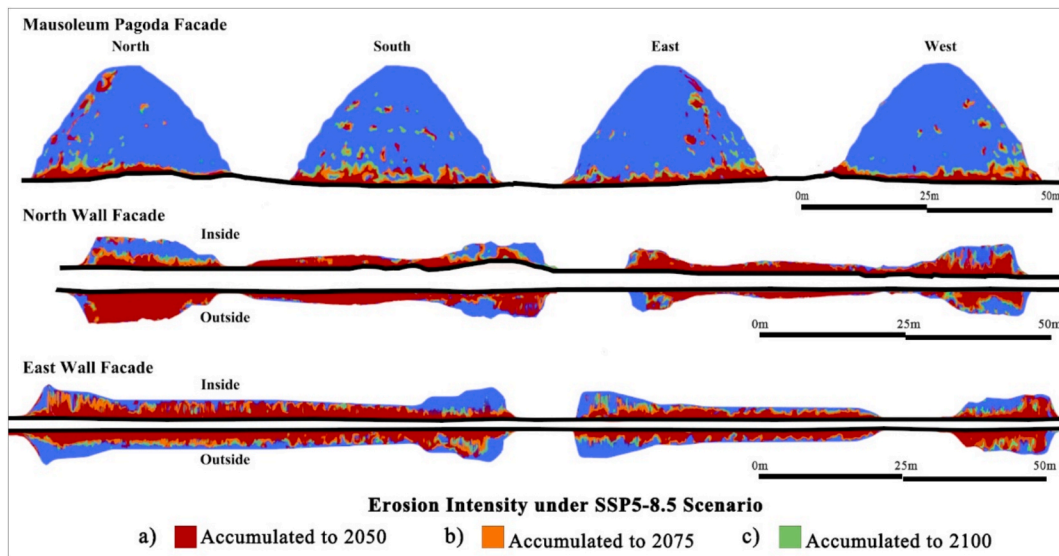 Mausoleum Pagoda Facade
North South East West
0m 25m 50m
North Wall Facade
Inside
Outside
0m 25m 50m
East Wall Facade
Inside
Outside
0m 25m 50m
Erosion Intensity under SSP5-8.5 Scenario
a) Accumulated to 2050 b) Accumulated to 2075 c) Accumulated to 2100